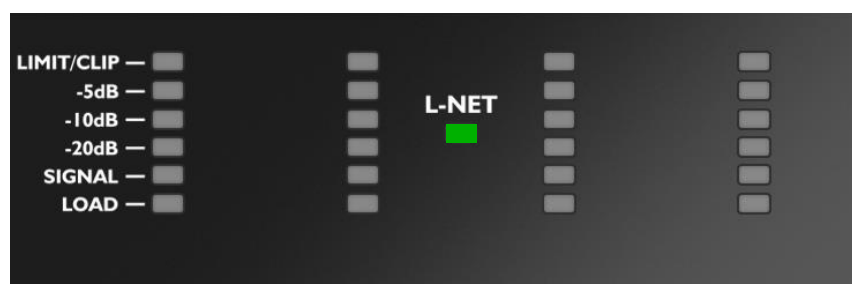 LIMIT/CLIP
-5dB
-10dB
-20dB
SIGNAL
LOAD
L-NET